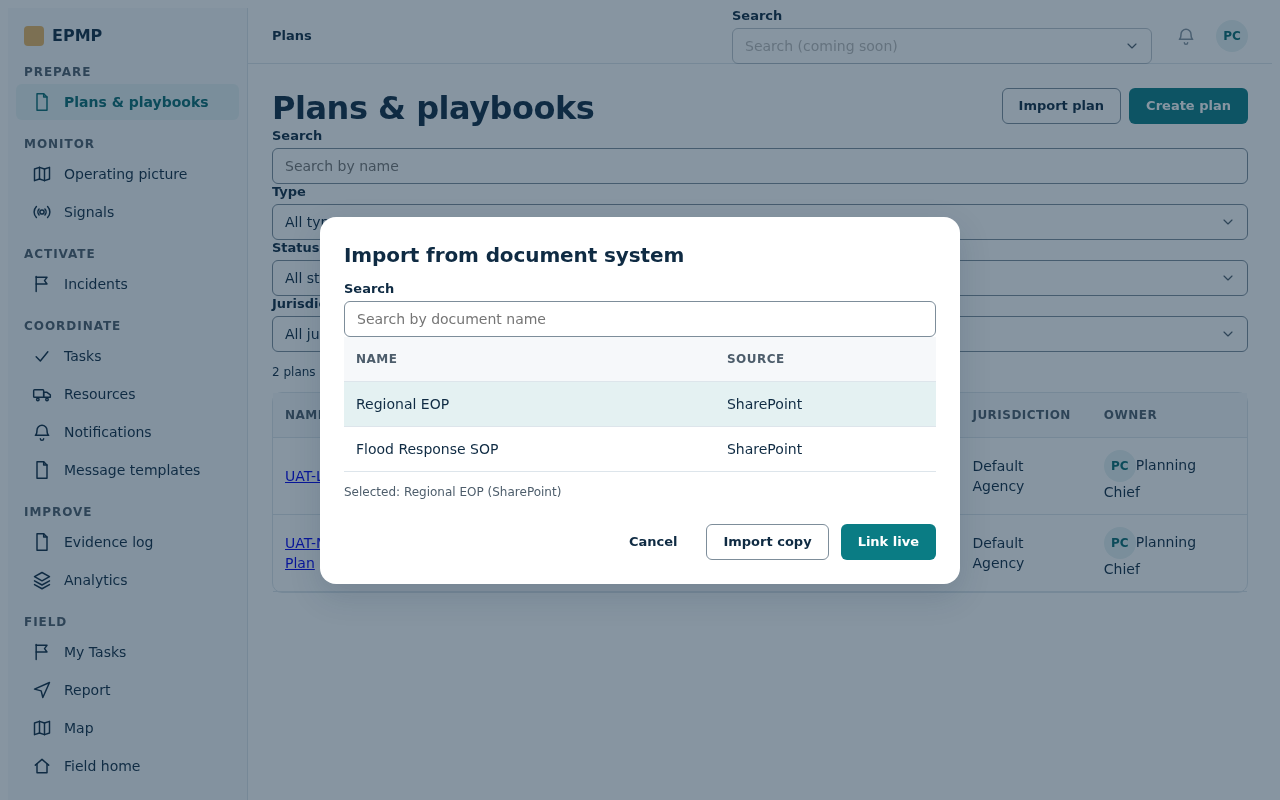 EPMP
PREPARE
Plans & playbooks
MONITOR
Operating picture
Signals
ACTIVATE
Incidents
COORDINATE
Tasks
Resources
Notifications
Message templates
IMPROVE
Evidence log
Analytics
FIELD
My Tasks
Report
Map
Field home
Plans
Search
Search (coming soon)
PC
Plans & playbooks
Import plan
Create plan
Search
Search by name
Type
All
Status
All
All
2 plans
JURISDICTION
OWNER
Default
Agency
PC Planning
Chief
Plan
Default
Agency
PC Planning
Chief
Import from document system
Search
Search by document name
NAME
SOURCE
Regional EOP
SharePoint
Flood Response SOP
SharePoint
Selected: Regional EOP (SharePoint)
Cancel
Import copy
Link live